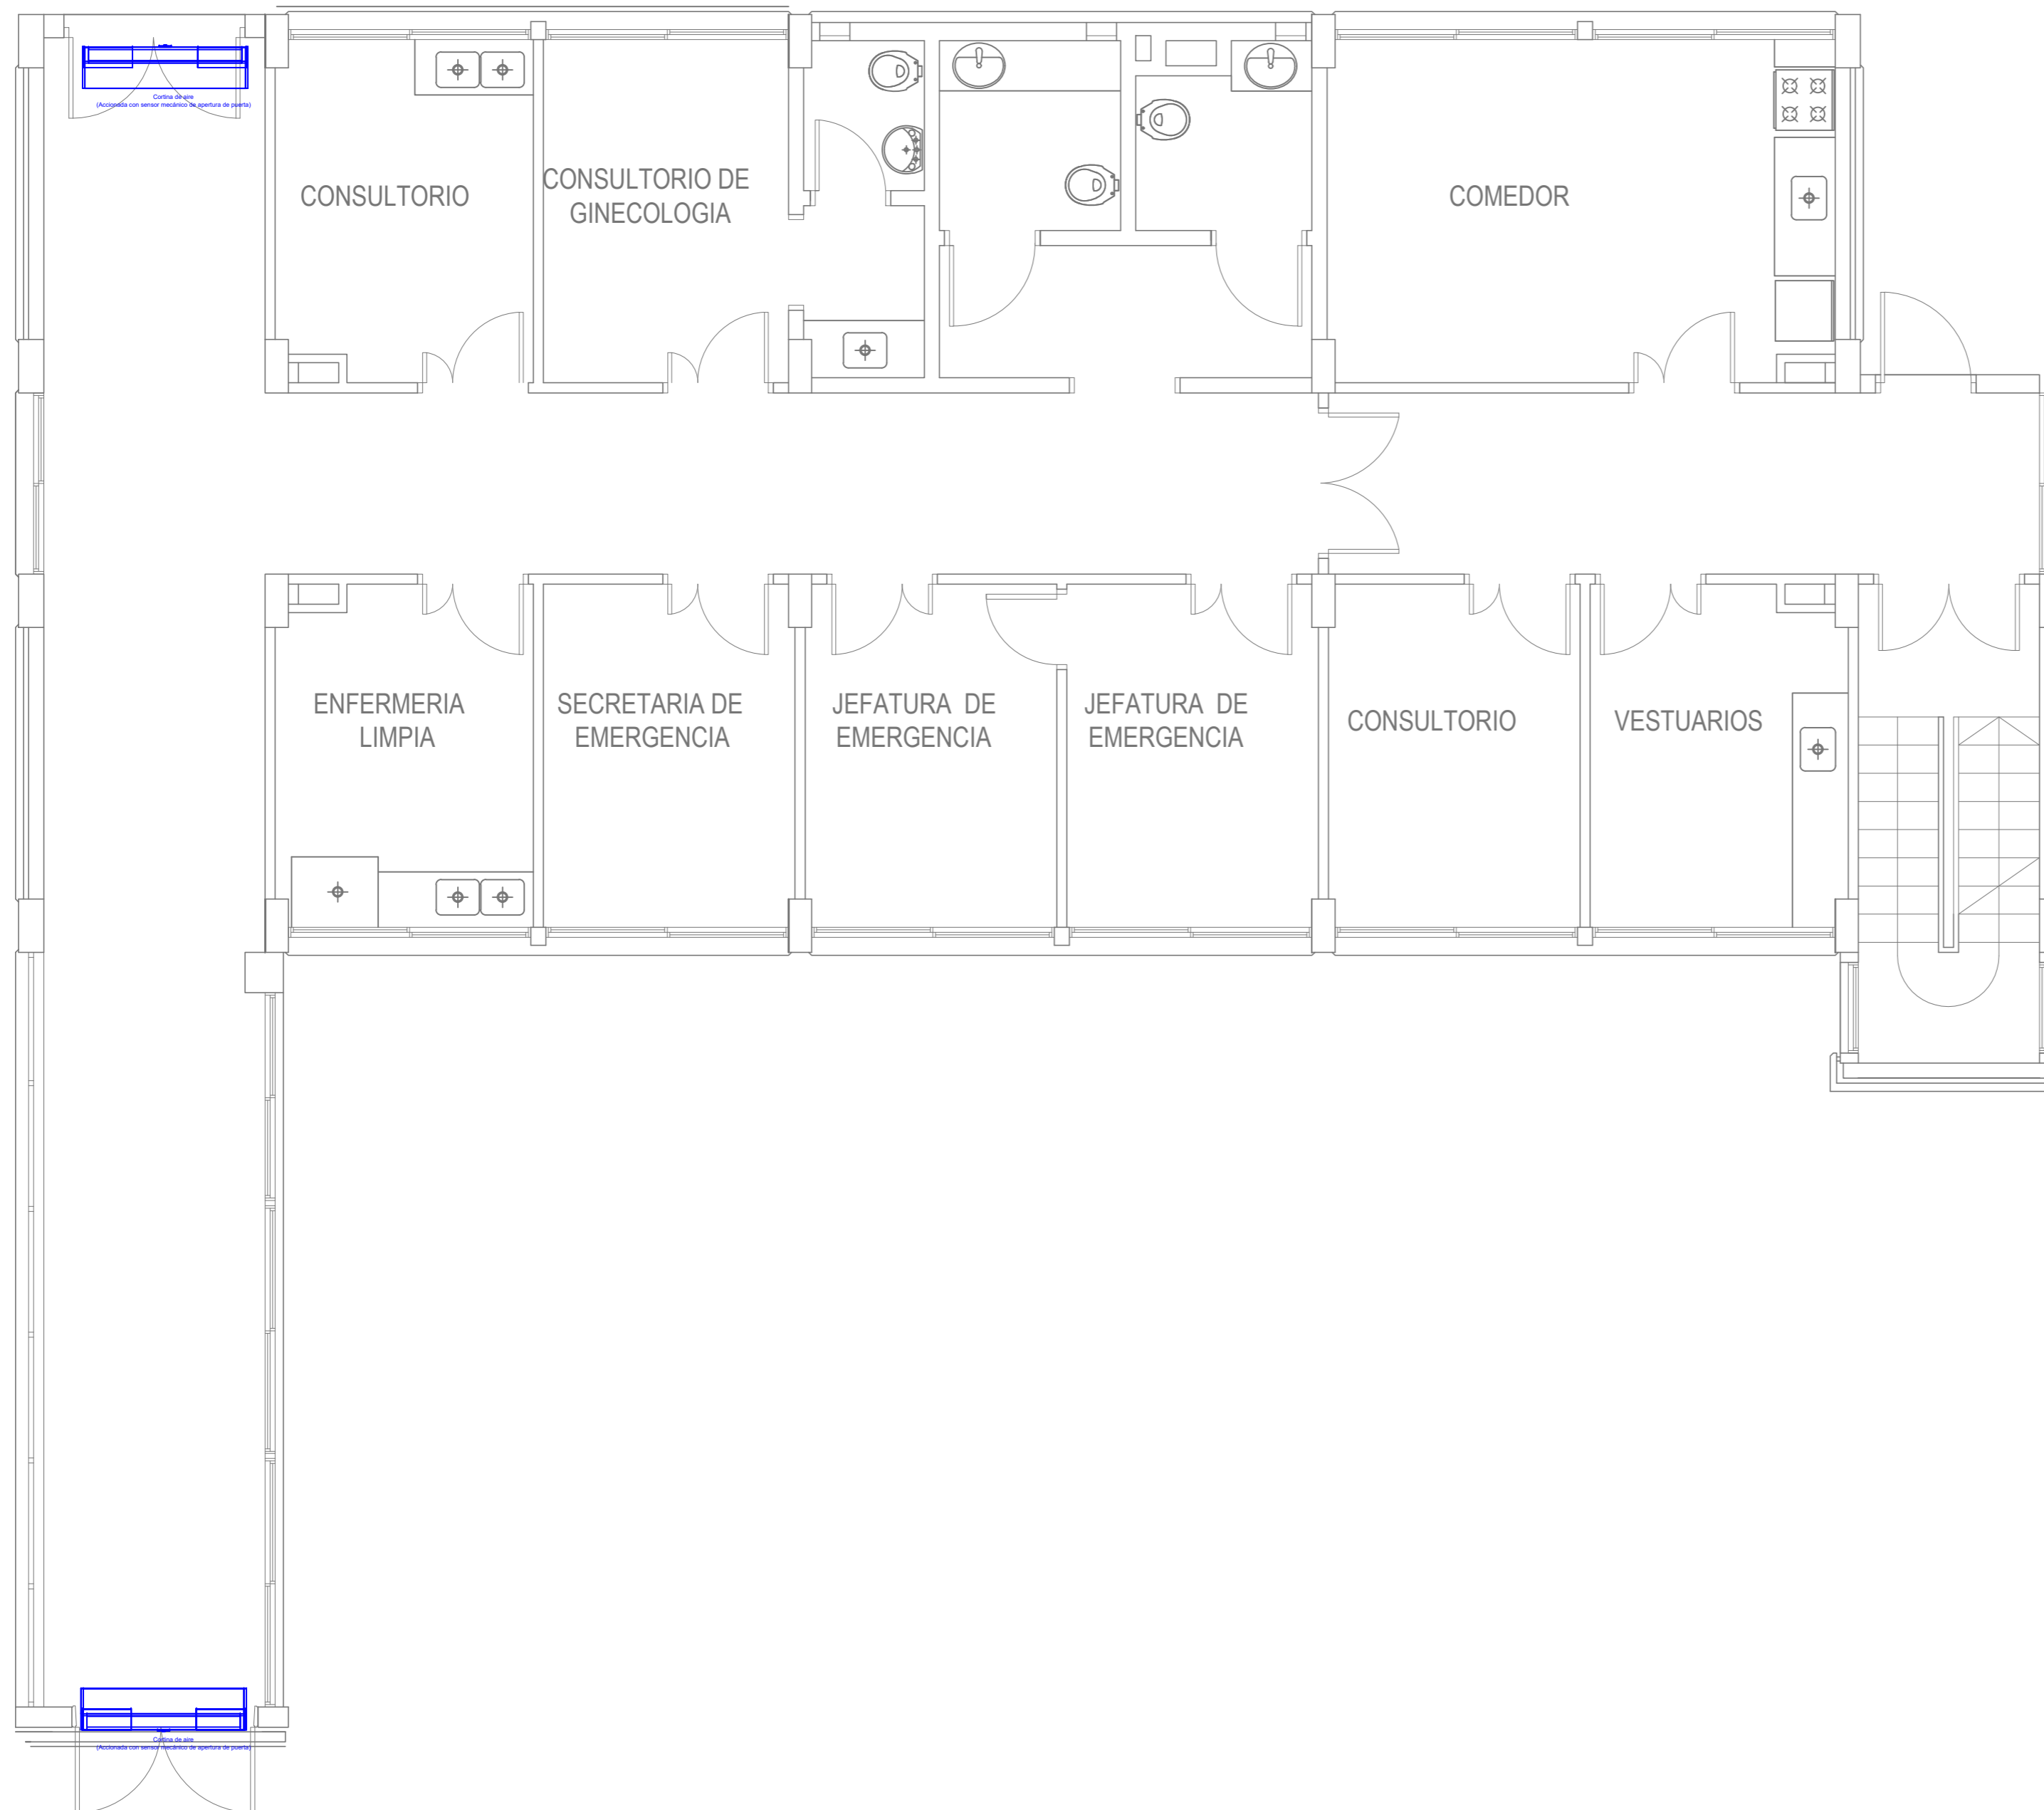 Cortina de aire
(Accionada con sensor mecánico de apertura de puerta)
CONSULTORIO
CONSULTORIO DE
GINECOLOGIA
COMEDOR
ENFERMERIA
LIMPIA
SECRETARIA DE
EMERGENCIA
JEFATURA DE
EMERGENCIA
JEFATURA DE
EMERGENCIA
CONSULTORIO
VESTUARIOS
Cortina de aire
(Accionada con sensor mecánico de apertura de puerta)